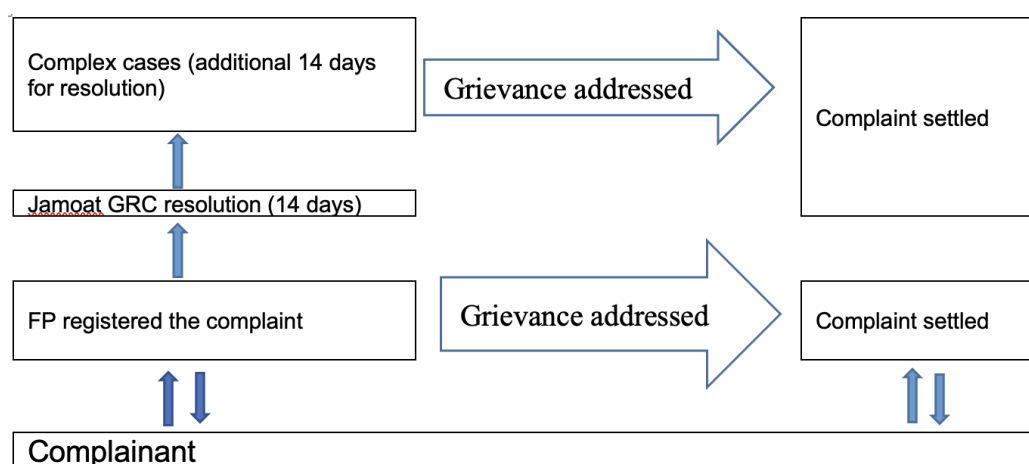 Complex cases (additional 14 days
for resolution)
Grievance addressed
Complaint settled
Jamoat GRC resolution (14 days)
FP registered the complaint
Grievance addressed
Complaint settled
Complainant